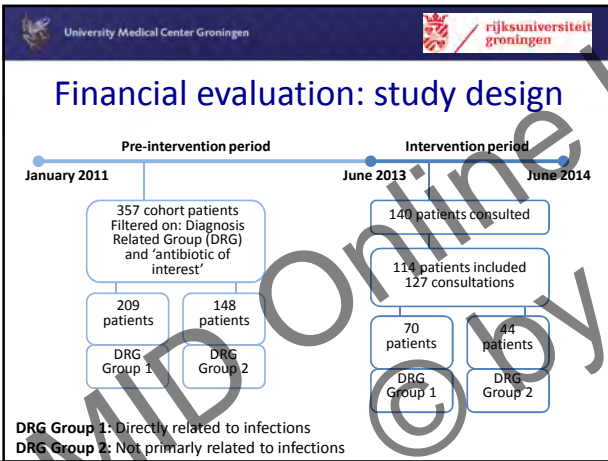 University Medical Center Groningen
rijksuniversiteit
groningen
Financial evaluation: study design
Pre-intervention period
Intervention period
January 2011
June 2013
June 2014
357 cohort patients
Filtered on: Diagnosis
Related Group (DRG)
and ‘antibiotic of
interest’
209
patients
148
patients
DRG
Group 1
DRG
Group 2
140 patients consulted
114 patients included
127 consultations
70
patients
44
patients
DRG
Group 1
DRG
Group 2
DRG Group 1: Directly related to infections
DRG Group 2: Not primarly related to infections
MID Online
© by